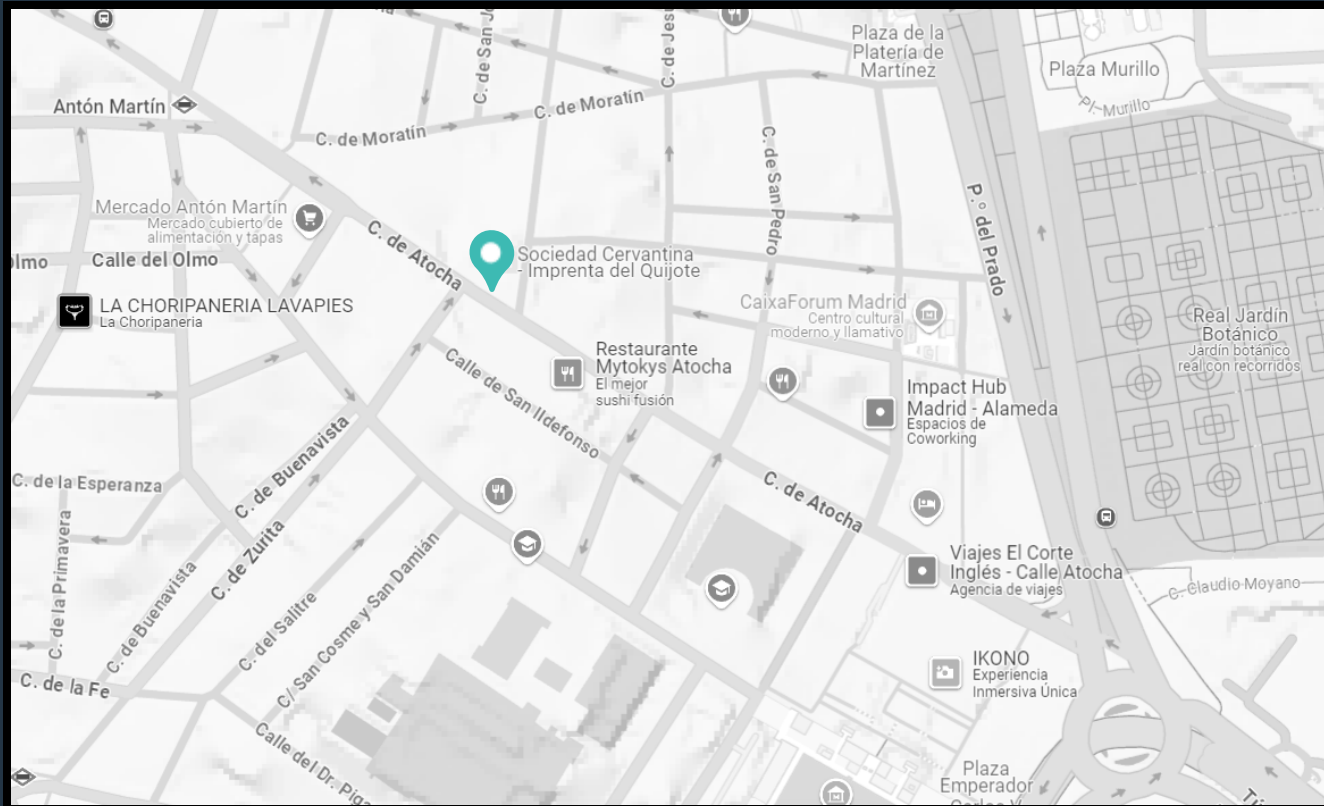 C. de San Jo
C. de Jesú
Plaza de la
Platería de
Martínez
Plaza Murillo
Pl. Murillo
Antón Martín
C. de Moratín
C. de Moratín
C. de San Pedro
P.º del Prado
Mercado Antón Martín
Mercado cubierto de
alimentación y tapas
C. de Atocha
Olmo
Calle del Olmo
Sociedad Cervantina
- Imprenta del Quijote
LA CHORIPANERIA LAVAPIES
La Choripaneria
CaixaForum Madrid
Centro cultural
moderno y llamativo
Real Jardín
Botánico
Jardín botánico
real con recorridos
Restaurante
Mytokys Atocha
El mejor
sushi fusión
Calle de San Ildefonso
Impact Hub
Madrid - Alameda
Espacios de
Coworking
C. de la Esperanza
C. de Buenavista
C. de Atocha
C. de la Primavera
C. de Buenavista
C. de Zurita
C. del Salitre
C/ San Cosme y San Damián
Viajes El Corte
Inglés - Calle Atocha
Agencia de viajes
C. Claudio Moyano
C. de la Fe
IKONO
Experiencia
Inmersiva Única
Calle del Dr. Piga
Plaza
Emperador
Carlos V